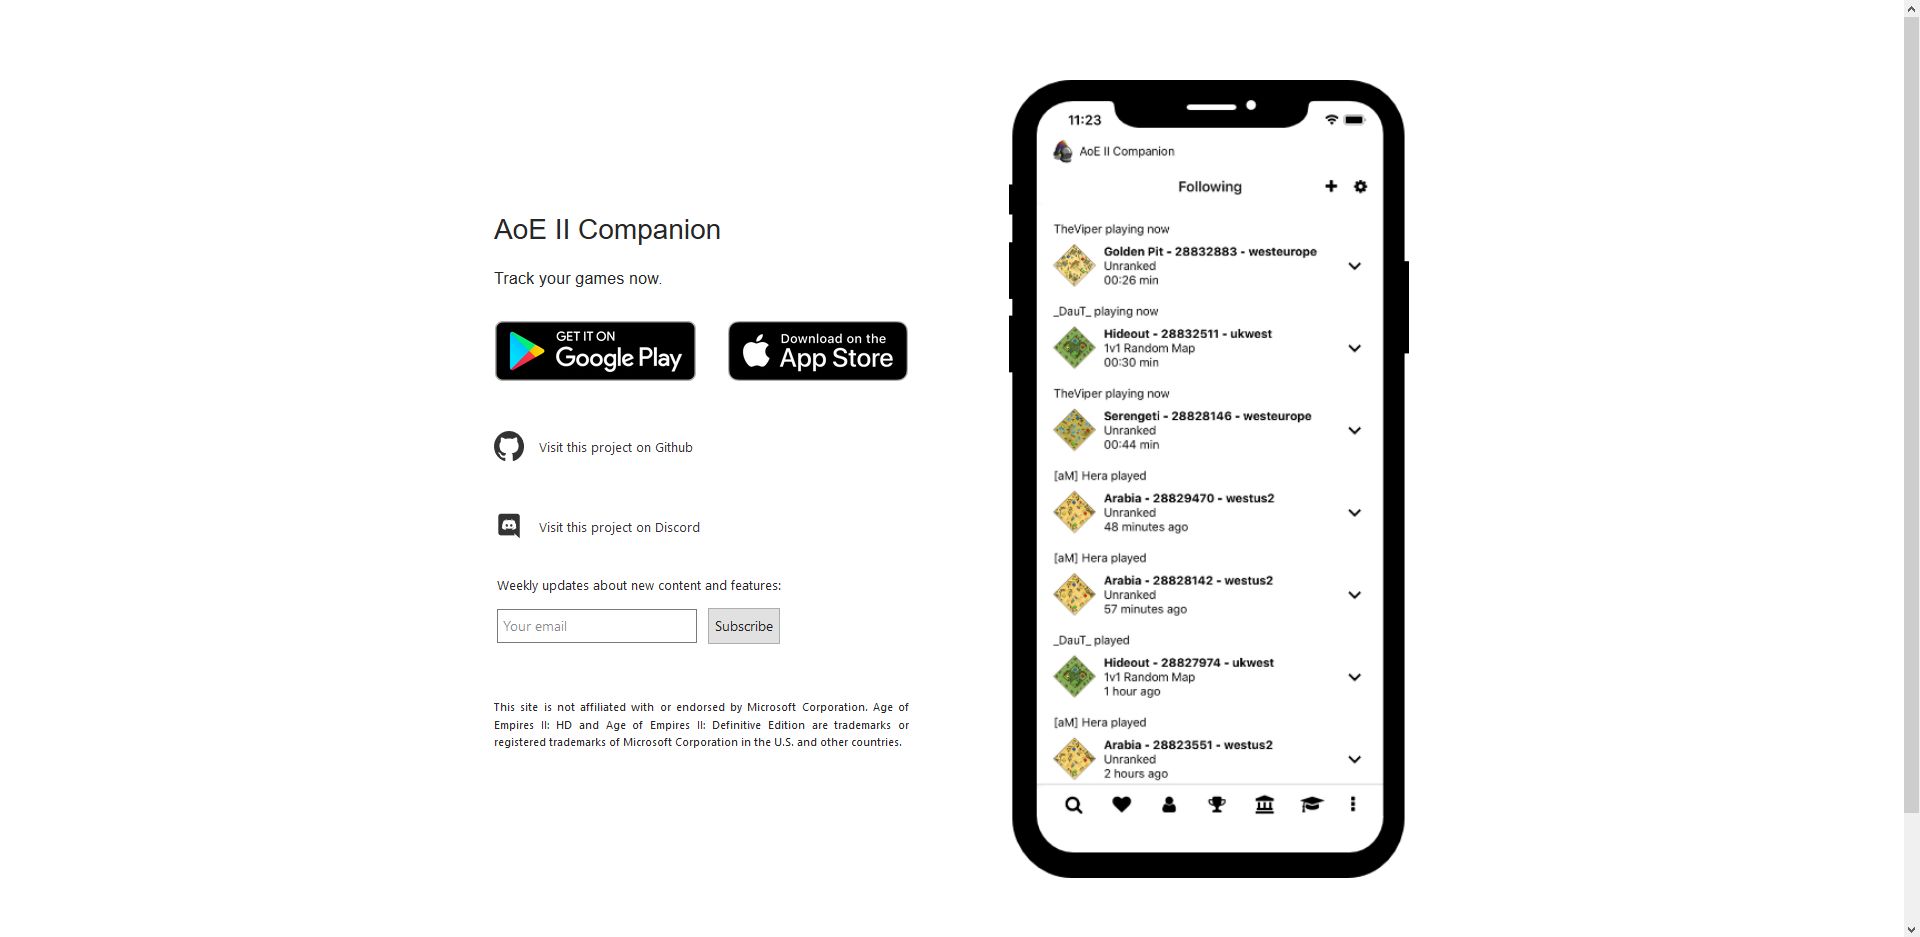 AoE II Companion
Track your games now.
GET IT ON
Google Play
Download on the
App Store
Visit this project on Github
Visit this project on Discord
Weekly updates about new content and features:
Your email
Subscribe
This site is not affiliated with or endorsed by Microsoft Corporation. Age of
Empires II: HD and Age of Empires II: Definitive Edition are trademarks or
registered trademarks of Microsoft Corporation in the U.S. and other countries.
11:23
AoE II Companion
Following
TheViper playing now
Golden Pit - 28832883 - westeurope
Unranked
00:26 min
_DauT_ playing now
Hideout - 28832511 - ukwest
1v1 Random Map
00:30 min
TheViper playing now
Serengeti - 28828146 - westeurope
Unranked
00:44 min
[aM] Hera played
Arabia - 28829470 - westus2
Unranked
48 minutes ago
[aM] Hera played
Arabia - 28828142 - westus2
Unranked
57 minutes ago
_DauT_ played
Hideout - 28827974 - ukwest
1v1 Random Map
1 hour ago
[aM] Hera played
Arabia - 28823551 - westus2
Unranked
2 hours ago